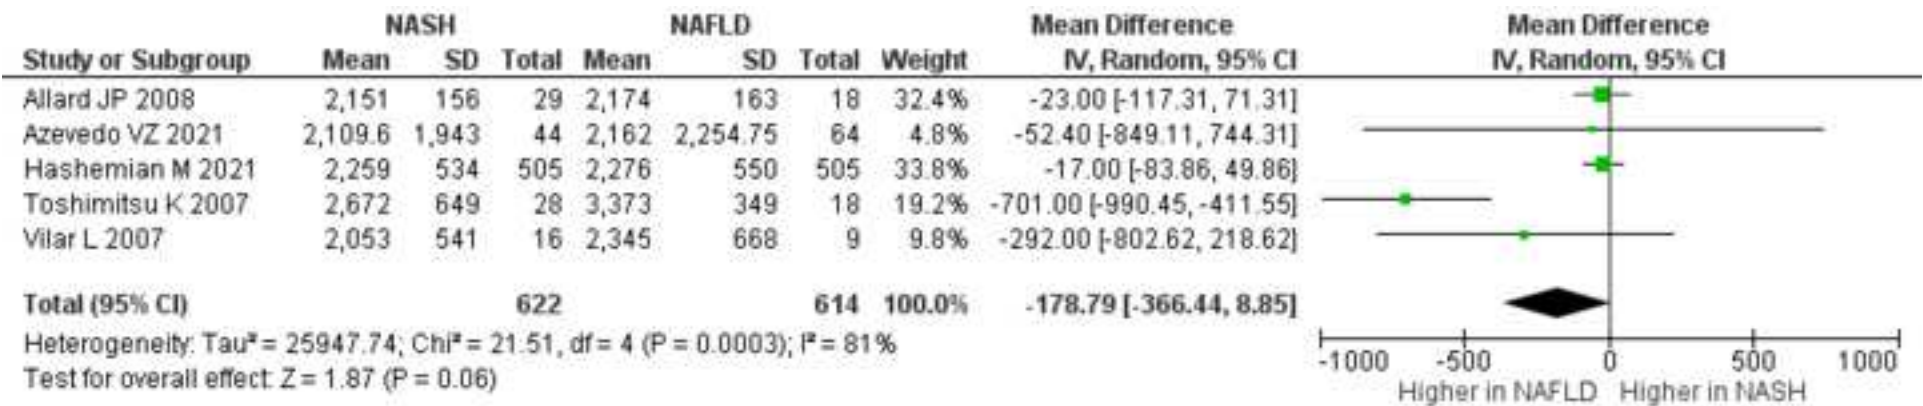 NASH NAFLD Mean Difference Mean Difference
Study or Subgroup Mean SD Total Mean SD Total Weight IV, Random, 95% CI IV, Random, 95% CI
Allard JP 2008 2,151 156 29 2,174 163 18 32.4% -23.00 [-117.31, 71.31]
Azevedo VZ 2021 2,109.6 1,943 44 2,162 2,254.75 64 4.8% -52.40 [-849.11, 744.31]
Hashemian M 2021 2,259 534 505 2,276 550 505 33.8% -17.00 [-83.86, 49.86]
Toshimitsu K 2007 2,672 649 28 3,373 349 18 19.2% -701.00 [-990.45, -411.55]
Vilar L 2007 2,053 541 16 2,345 668 9 9.8% -292.00 [-802.62, 218.62]
Total (95% CI) 622 614 100.0% -178.79 [-366.44, 8.85]
Heterogeneity: Tau² = 25947.74; Chi² = 21.51, df = 4 (P = 0.0003); I² = 81%
Test for overall effect: Z = 1.87 (P = 0.06)
-1000 -500 0 500 1000
Higher in NAFLD Higher in NASH